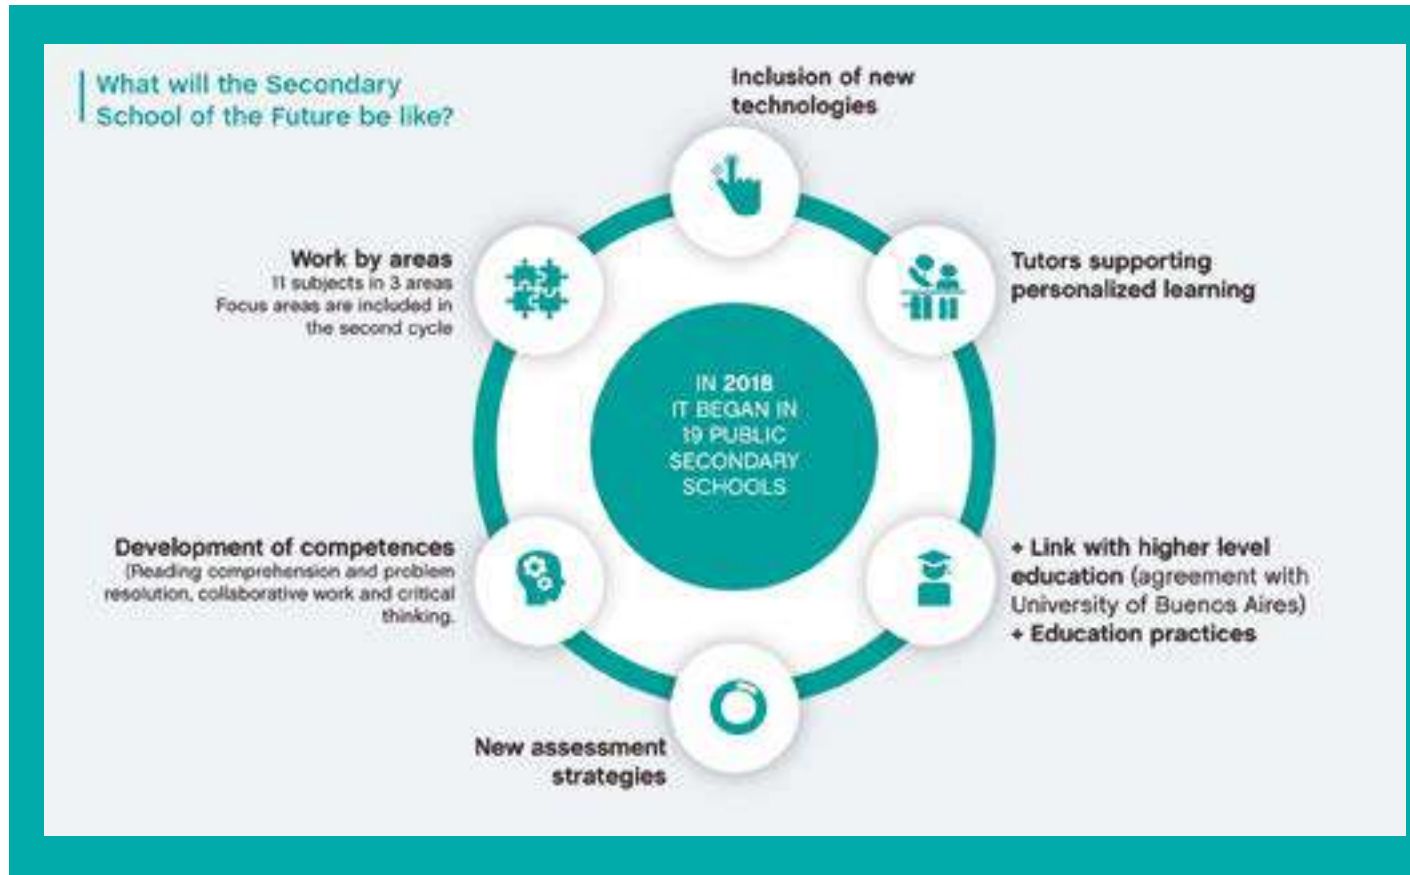 What will the Secondary
School of the Future be like?
Inclusion of new
technologies
Work by areas
11 subjects in 3 areas
Focus areas are included in
the second cycle
Tutors supporting
personalized learning
IN 2018
IT BEGAN IN
19 PUBLIC
SECONDARY
SCHOOLS
Development of competences
(Reading comprehension and problem
resolution, collaborative work and critical
thinking.
+ Link with higher level
education (agreement with
University of Buenos Aires)
+ Education practices
New assessment
strategies